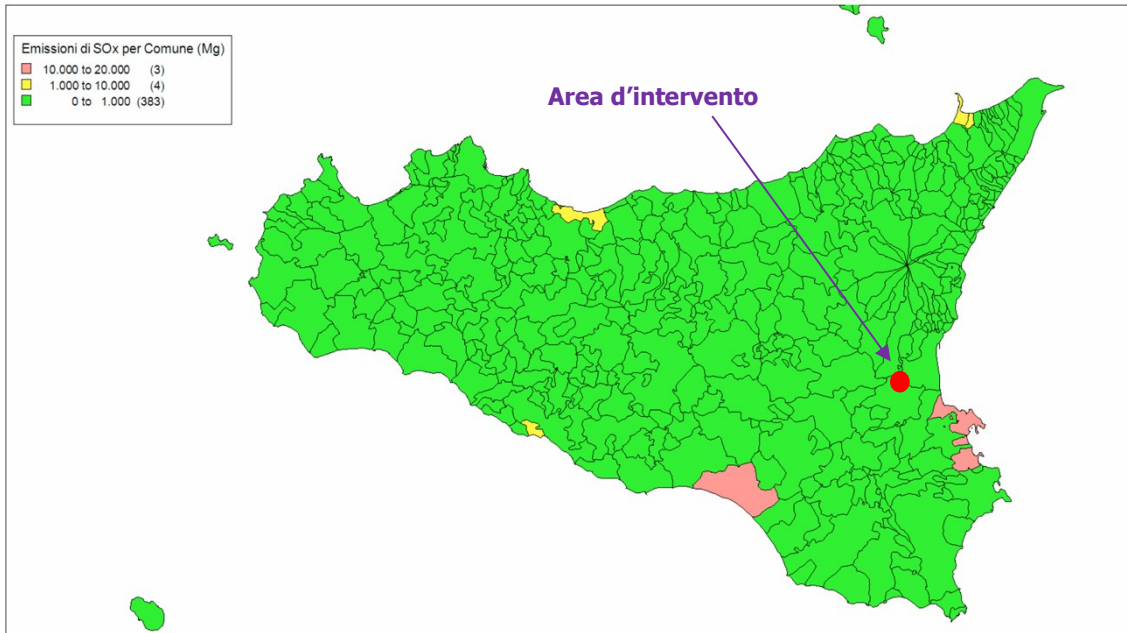 Emissioni di SOx per Comune (Mg)
10.000 to 20.000 (3)
1.000 to 10.000 (4)
0 to 1.000 (383)
Area d’intervento